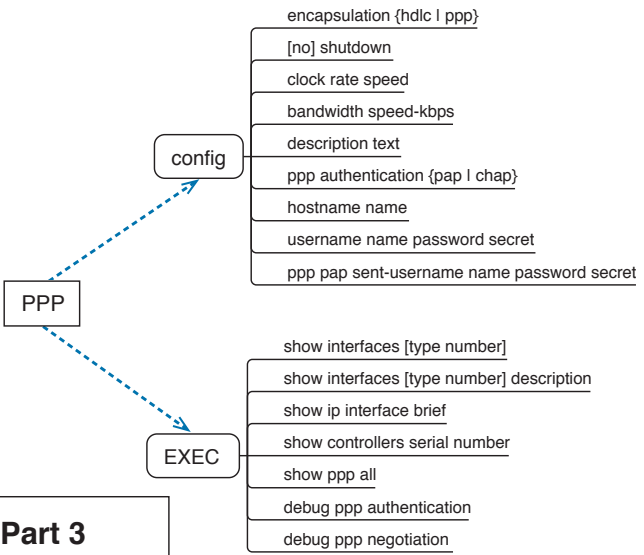 encapsulation {hdlc | ppp}
[no] shutdown
clock rate speed
bandwidth speed-kbps
description text
config
ppp authentication {pap | chap}
hostname name
username name password secret
ppp pap sent-username name password secret
PPP
show interfaces [type number]
show interfaces [type number] description
show ip interface brief
show controllers serial number
EXEC
show ppp all
debug ppp authentication
debug ppp negotiation
Part 3